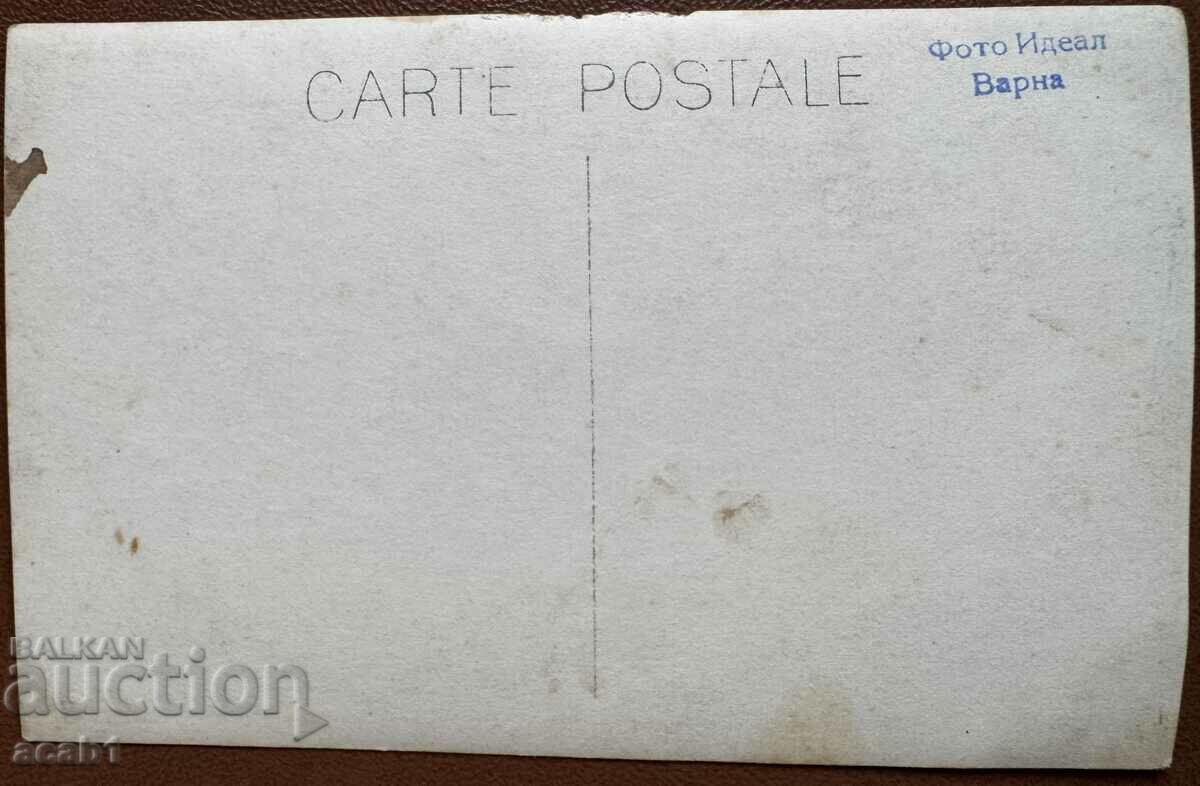 CARTE POSTALE
Фото Идеал
Варна
BALKAN
auction
acab1